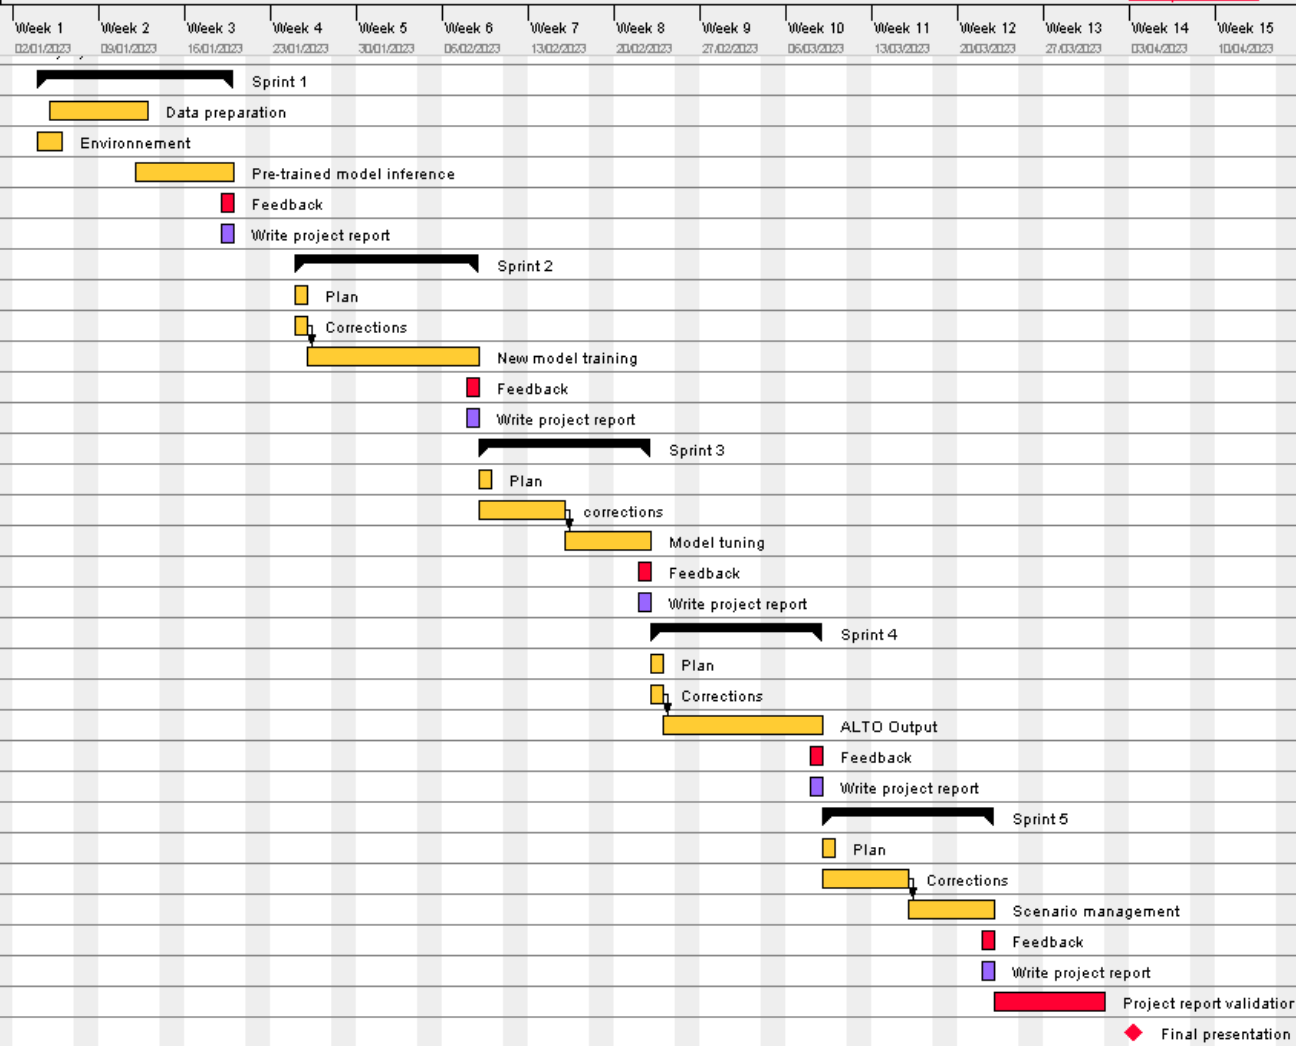 Week 1 Week 2 Week 3 Week 4 Week 5 Week 6 Week 7 Week 8 Week 9 Week 10 Week 11 Week 12 Week 13 Week 14 Week 15
02/01/2023 09/01/2023 16/01/2023 23/01/2023 30/01/2023 06/02/2023 13/02/2023 20/02/2023 27/02/2023 06/03/2023 13/03/2023 20/03/2023 27/03/2023 03/04/2023 10/04/2023
Sprint 1
Data preparation
Environnement
Pre-trained model inference
Feedback
Write project report
Sprint 2
Plan
Corrections
New model training
Feedback
Write project report
Sprint 3
Plan
corrections
Model tuning
Feedback
Write project report
Sprint 4
Plan
Corrections
ALTO Output
Feedback
Write project report
Sprint 5
Plan
Corrections
Scenario management
Feedback
Write project report
Project report validation
Final presentation